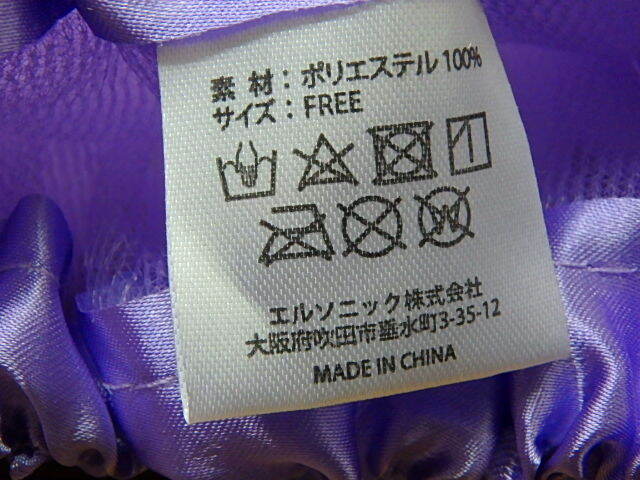 素 材：ポリエステル100%
サイズ：FREE
W
エルソニック株式会社
大阪府吹田市垂水町3-35-12
MADE IN CHINA